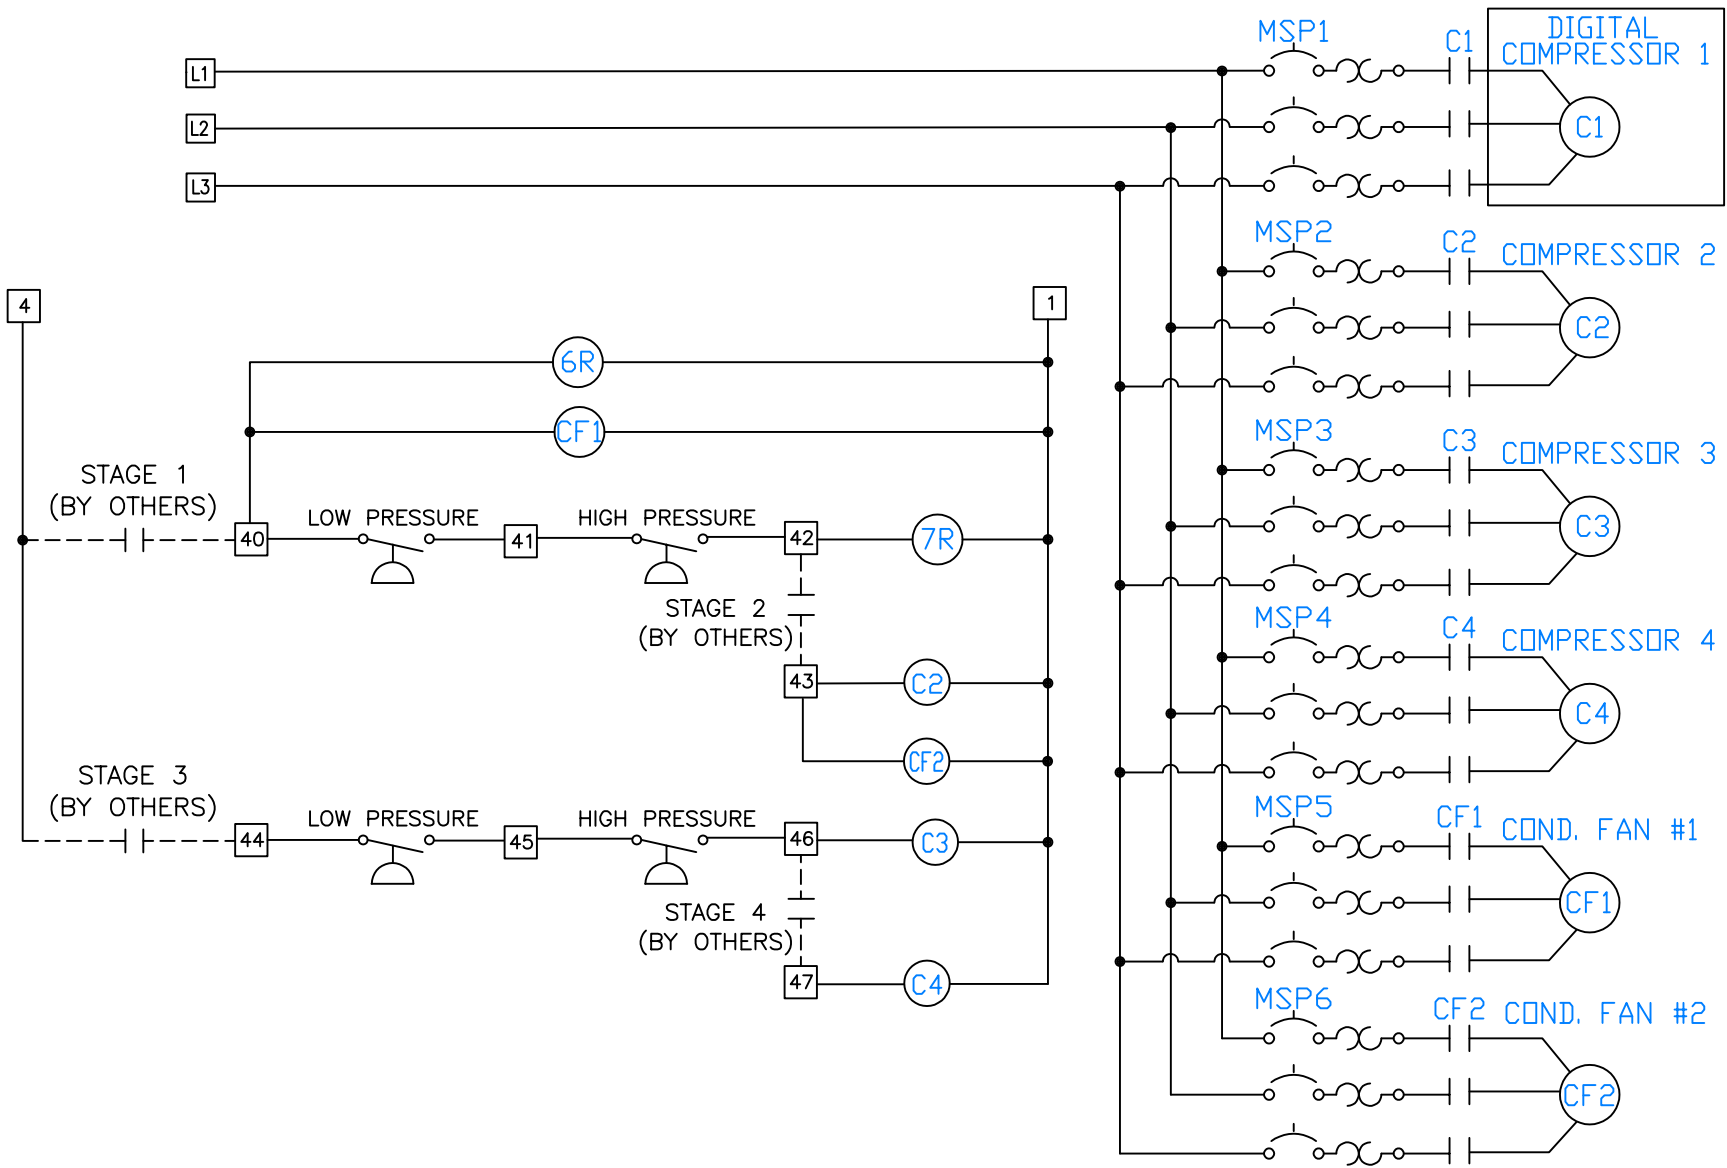 MSP1
C1
DIGITAL
COMPRESSOR 1
L1
L2
C1
L3
MSP2
C2
COMPRESSOR 2
4
1
C2
6R
CF1
MSP3
C3
COMPRESSOR 3
STAGE 1
(BY OTHERS)
LOW PRESSURE
HIGH PRESSURE
40
41
42
7R
C3
STAGE 2
(BY OTHERS)
MSP4
C4
COMPRESSOR 4
43
C2
C4
CF2
STAGE 3
(BY OTHERS)
LOW PRESSURE
HIGH PRESSURE
MSP5
CF1
COND. FAN #1
44
45
46
C3
STAGE 4
(BY OTHERS)
CF1
47
C4
MSP6
CF2
COND. FAN #2
CF2